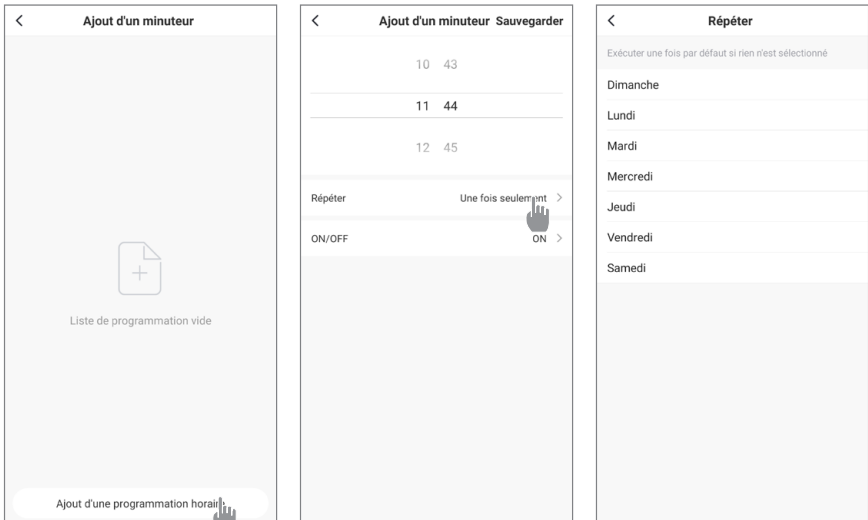 Ajout d'un minuteur
Liste de programmation vide
Ajout d'une programmation horaire
Ajout d'un minuteur Sauvegarder
10 43
11 44
12 45
Répéter Une fois seulement
ON/OFF ON
Répéter
Exécuter une fois par défaut si rien n'est sélectionné
Dimanche
Lundi
Mardi
Mercredi
Jeudi
Vendredi
Samedi